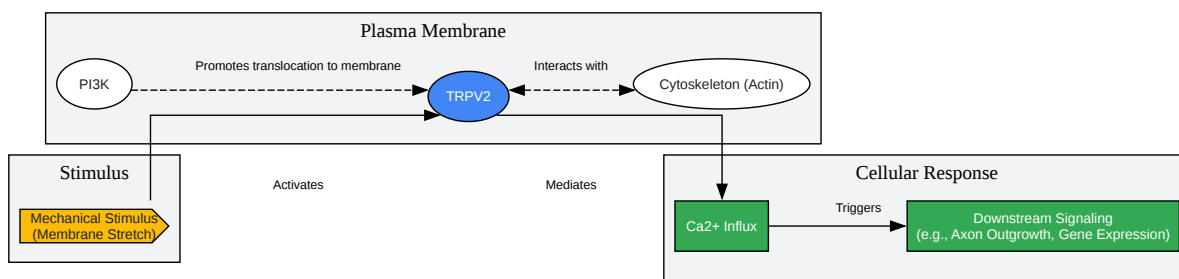 Plasma Membrane
Promotes translocation to membrane
Interacts with
PI3K
TRPV2
Cytoskeleton (Actin)
Stimulus
Activates
Mediates
Cellular Response
Mechanical Stimulus
(Membrane Stretch)
Ca2+ Influx
Triggers
Downstream Signaling
(e.g., Axon Outgrowth, Gene Expression)